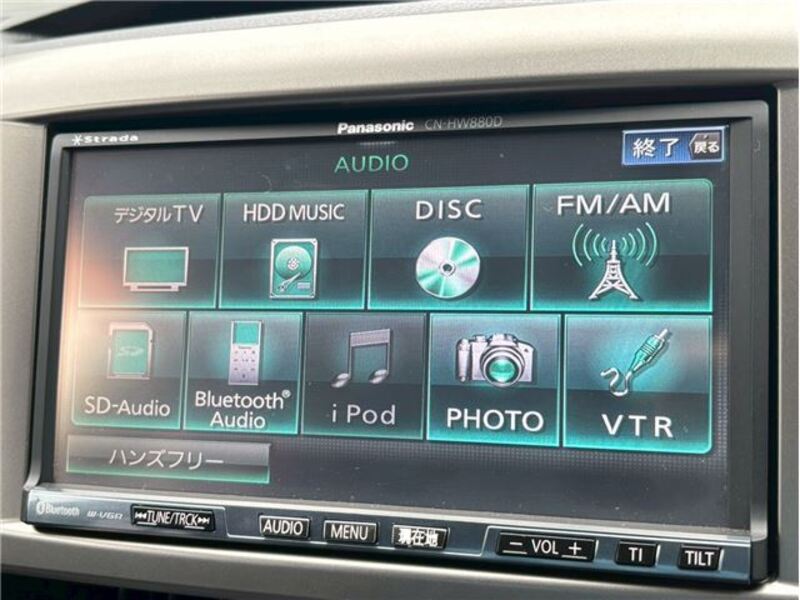 Strada
Panasonic CN-HW880D
AUDIO
終了 戻る
デジタルTV
HDD MUSIC
DISC
FM/AM
SD-Audio
Bluetooth® Audio
iPod
PHOTO
VTR
ハンズフリー
Bluetooth W-VGA TUNE/TRCK AUDIO MENU 現在地 − VOL + TI TILT